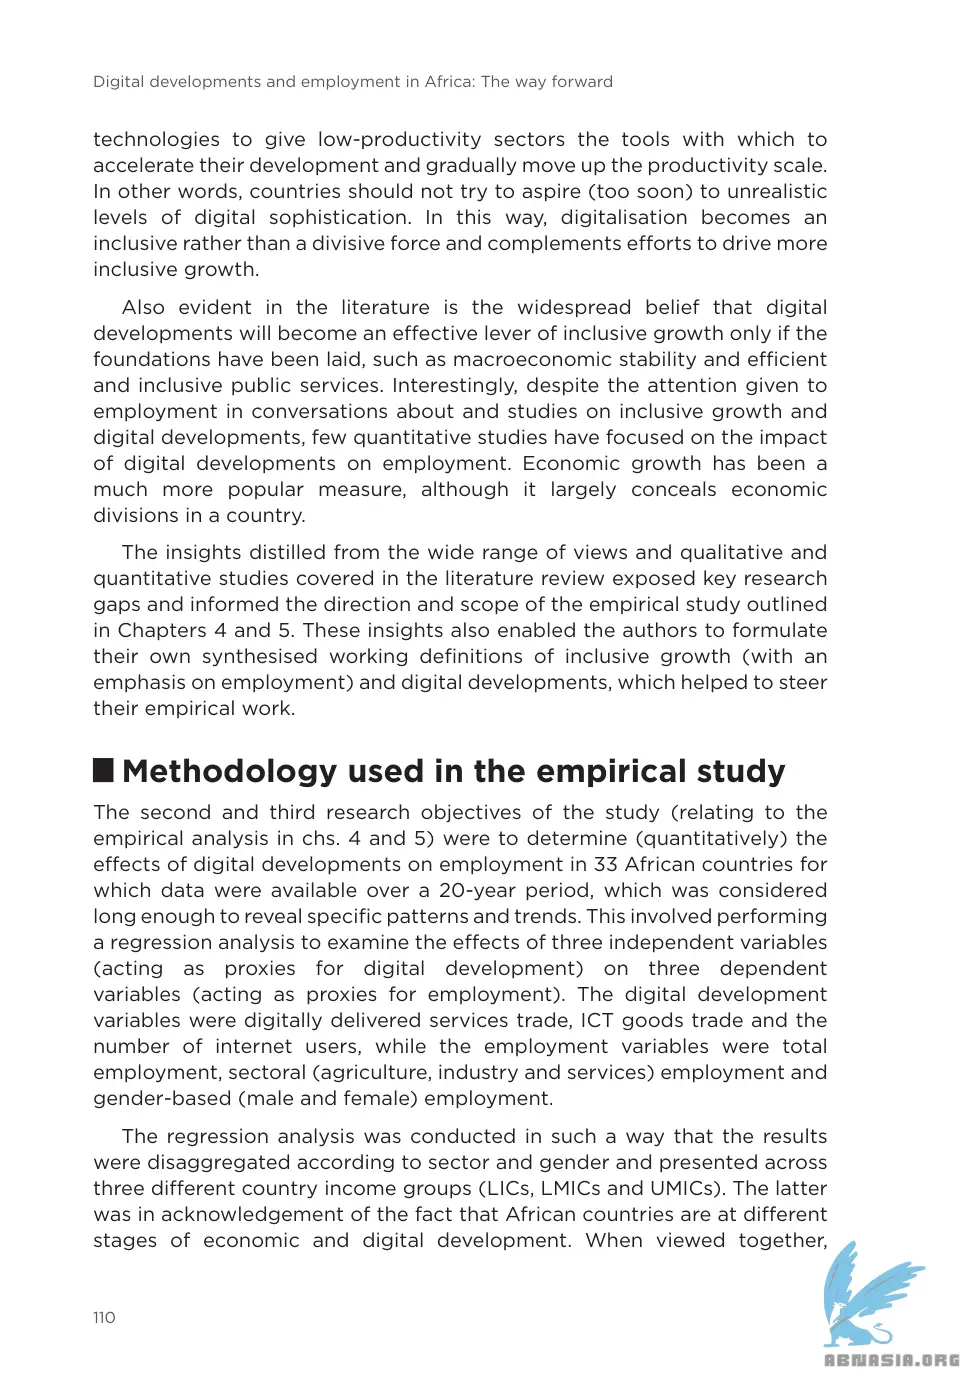 Digital developments and employment in Africa: The way forward
technologies to give low-productivity sectors the tools with which to
accelerate their development and gradually move up the productivity scale.
In other words, countries should not try to aspire (too soon) to unrealistic
levels of digital sophistication. In this way, digitalisation becomes an
inclusive rather than a divisive force and complements efforts to drive more
inclusive growth.
Also evident in the literature is the widespread belief that digital
developments will become an effective lever of inclusive growth only if the
foundations have been laid, such as macroeconomic stability and efficient
and inclusive public services. Interestingly, despite the attention given to
employment in conversations about and studies on inclusive growth and
digital developments, few quantitative studies have focused on the impact
of digital developments on employment. Economic growth has been a
much more popular measure, although it largely conceals economic
divisions in a country.
The insights distilled from the wide range of views and qualitative and
quantitative studies covered in the literature review exposed key research
gaps and informed the direction and scope of the empirical study outlined
in Chapters 4 and 5. These insights also enabled the authors to formulate
their own synthesised working definitions of inclusive growth (with an
emphasis on employment) and digital developments, which helped to steer
their empirical work.
Methodology used in the empirical study
The second and third research objectives of the study (relating to the
empirical analysis in chs. 4 and 5) were to determine (quantitatively) the
effects of digital developments on employment in 33 African countries for
which data were available over a 20-year period, which was considered
long enough to reveal specific patterns and trends. This involved performing
a regression analysis to examine the effects of three independent variables
(acting as proxies for digital development) on three dependent
variables (acting as proxies for employment). The digital development
variables were digitally delivered services trade, ICT goods trade and the
number of internet users, while the employment variables were total
employment, sectoral (agriculture, industry and services) employment and
gender-based (male and female) employment.
The regression analysis was conducted in such a way that the results
were disaggregated according to sector and gender and presented across
three different country income groups (LICs, LMICs and UMICs). The latter
was in acknowledgement of the fact that African countries are at different
stages of economic and digital development. When viewed together,
110
ABNASIA.ORG